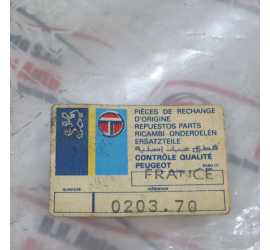 PIÈCES DE RECHANGE
D'ORIGINE
REPUESTOS PARTS
RICAMBI ONDERDELEN
ERSATZTEILE
CONTRÔLE QUALITÉ
PEUGEOT
FRANCE
0203.70